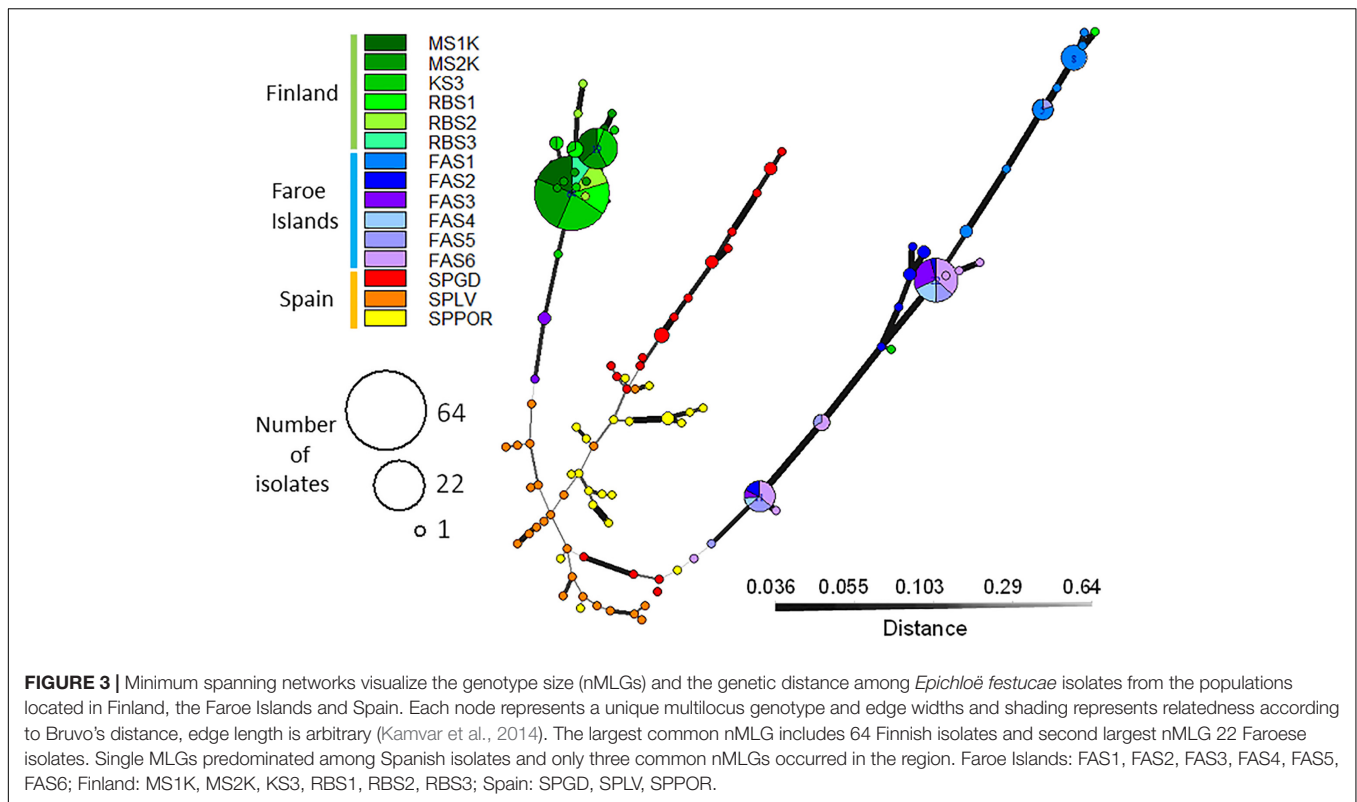 MS1K
MS2K
KS3
Finland
RBS1
RBS2
RBS3
FAS1
Faroe
FAS2
FAS3
Islands
FAS4
FAS5
FAS6
SPGD
Spain
SPLV
SPPOR
64
Number
of
isolates
22
1
0.036 0.055 0.103 0.29 0.64
Distance
FIGURE 3 | Minimum spanning networks visualize the genotype size (nMLGs) and the genetic distance among Epichloë festucae isolates from the populations
located in Finland, the Faroe Islands and Spain. Each node represents a unique multilocus genotype and edge widths and shading represents relatedness according
to Bruvo's distance, edge length is arbitrary (Kamvar et al., 2014). The largest common nMLG includes 64 Finnish isolates and second largest nMLG 22 Faroese
isolates. Single MLGs predominated among Spanish isolates and only three common nMLGs occurred in the region. Faroe Islands: FAS1, FAS2, FAS3, FAS4, FAS5,
FAS6; Finland: MS1K, MS2K, KS3, RBS1, RBS2, RBS3; Spain: SPGD, SPLV, SPPOR.